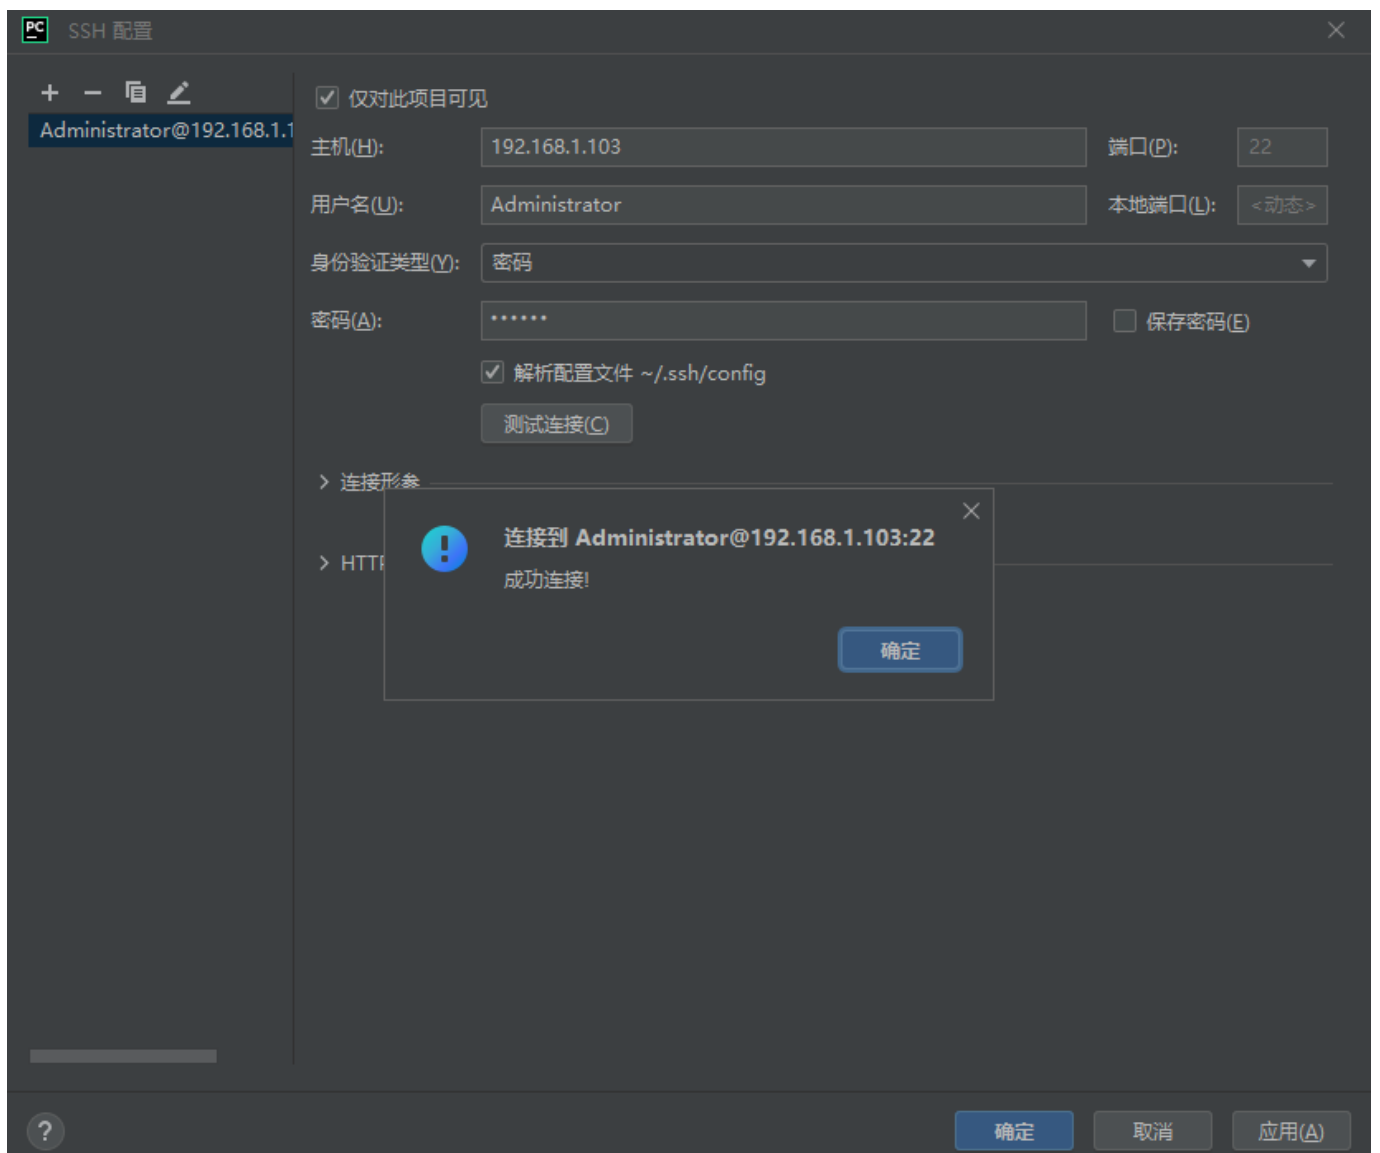 PC SSH 配置
Administrator@192.168.1.1
仅对此项目可见
主机(H): 192.168.1.103 端口(P): 22
用户名(U): Administrator 本地端口(L): <动态>
身份验证类型(Y): 密码
密码(A): •••••• 保存密码(E)
解析配置文件 ~/.ssh/config
测试连接(C)
连接形参
连接到 Administrator@192.168.1.103:22
HTTP
成功连接!
确定
?
确定 取消 应用(A)